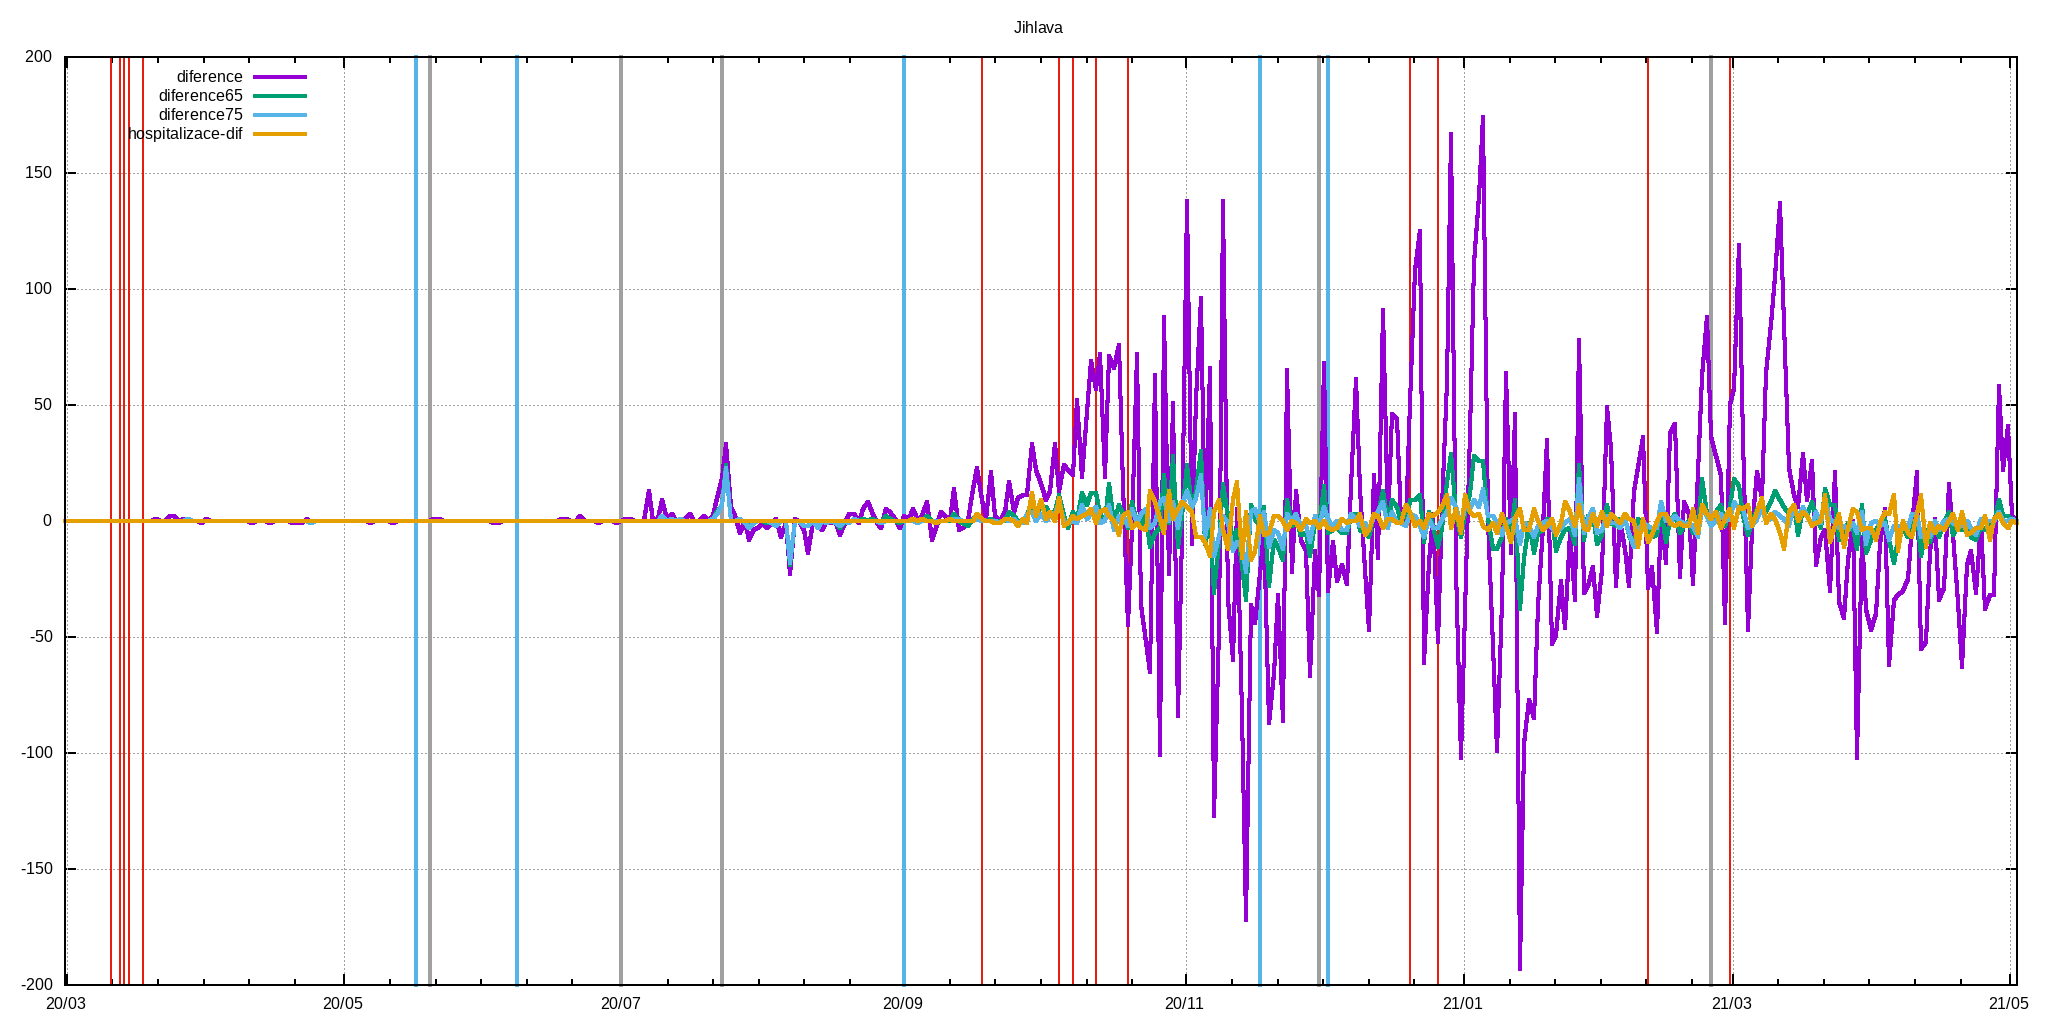 Jihlava
200
150
100
50
0
-50
-100
-150
-200
diference
diference65
diference75
hospitalizace-dif
20/03 20/05 20/07 20/09 20/11 21/01 21/03 21/05